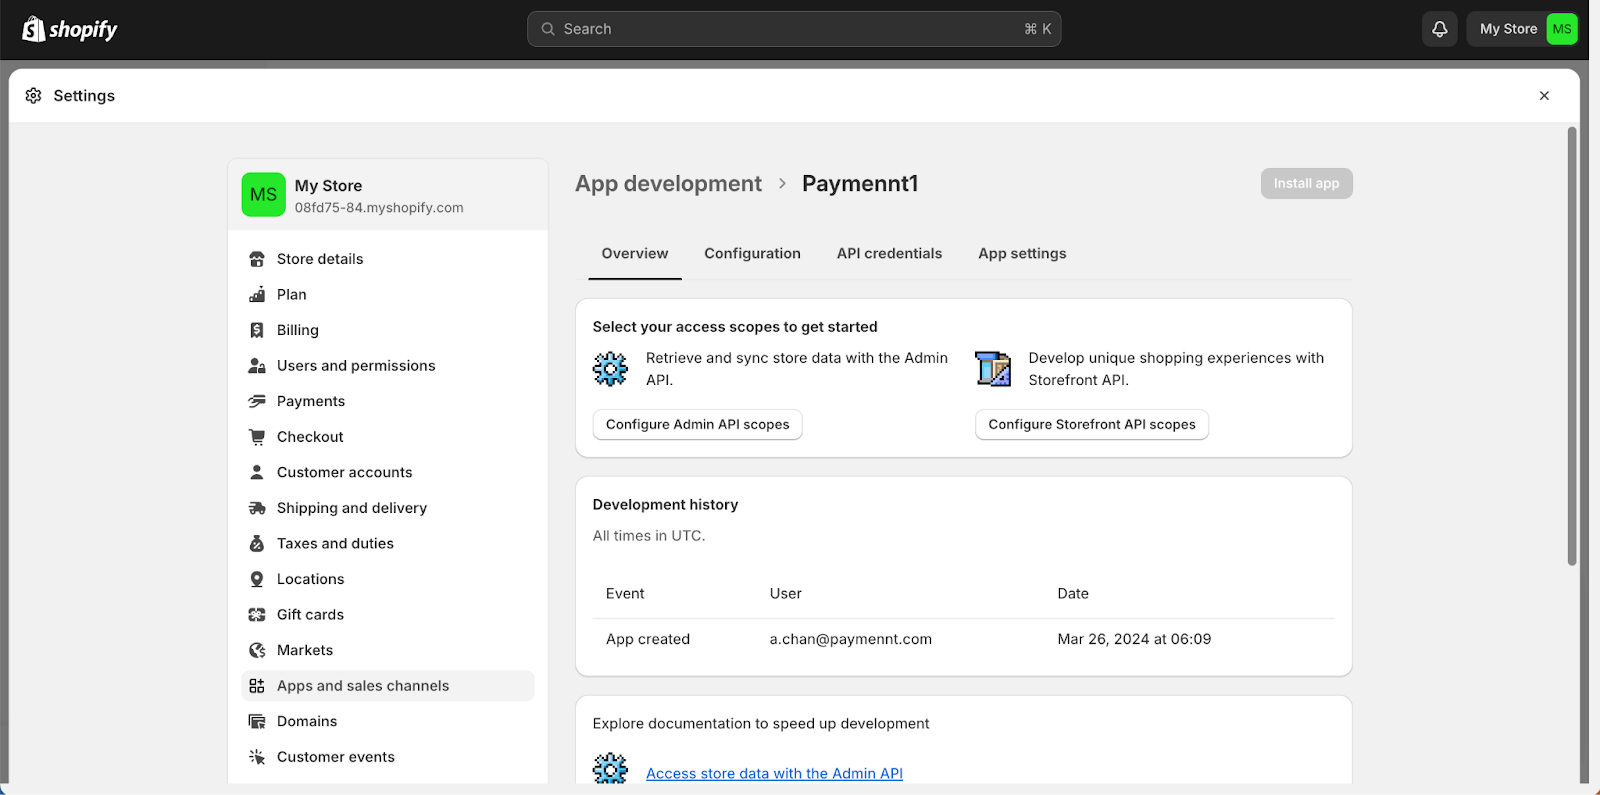 shopify
Search
⌘ K
My Store
MS
Settings
MS
My Store
08fd75-84.myshopify.com
Store details
Plan
Billing
Users and permissions
Payments
Checkout
Customer accounts
Shipping and delivery
Taxes and duties
Locations
Gift cards
Markets
Apps and sales channels
Domains
Customer events
App development > Paymennt1
Install app
Overview
Configuration
API credentials
App settings
Select your access scopes to get started
Retrieve and sync store data with the Admin
API.
Configure Admin API scopes
Develop unique shopping experiences with
Storefront API.
Configure Storefront API scopes
Development history
All times in UTC.
Event User Date
App created a.chan@paymennt.com Mar 26, 2024 at 06:09
Explore documentation to speed up development
Access store data with the Admin API